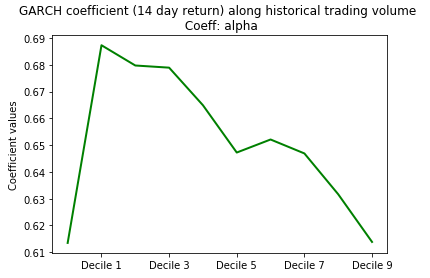 GARCH coefficient (14 day return) along historical trading volume
Coeff: alpha
Coefficient values
0.69
0.68
0.67
0.66
0.65
0.64
0.63
0.62
0.61
Decile 1 Decile 3 Decile 5 Decile 7 Decile 9